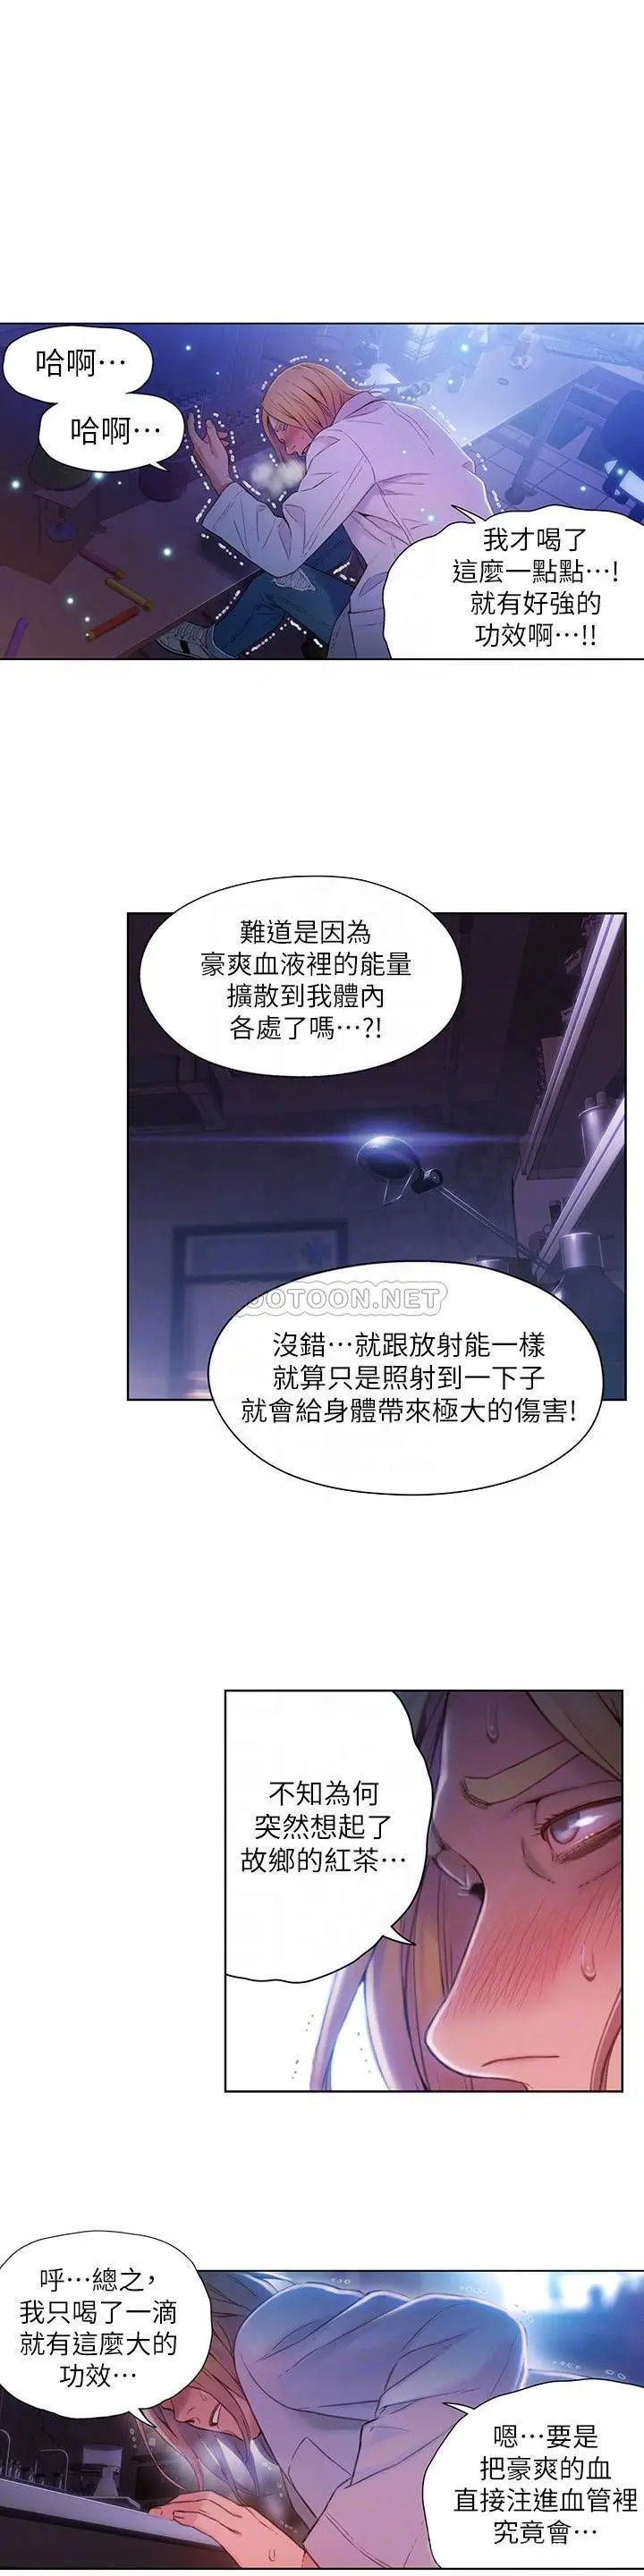 哈啊⋯
哈啊⋯
我才喝了
這麼一點點⋯!
就有好強的
功效啊⋯!!
難道是因為
豪爽血液裡的能量
擴散到我體內
各處了嗎⋯?!
OOTOON.NET
沒錯⋯就跟放射能一樣
就算只是照射到一下子
就會給身體帶來極大的傷害!
不知為何
突然想起了
故鄉的紅茶⋯
呼⋯總之,
我只喝了一滴
就有這麼大的
功效⋯
嗯⋯要是
把豪爽的血
直接注進血管裡
究竟會⋯